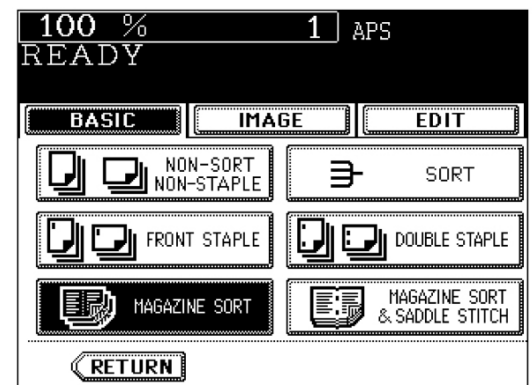 100 % 1 APS
READY
BASIC IMAGE EDIT
NON-SORT
NON-STAPLE
SORT
FRONT STAPLE
DOUBLE STAPLE
MAGAZINE SORT
MAGAZINE SORT
& SADDLE STITCH
RETURN